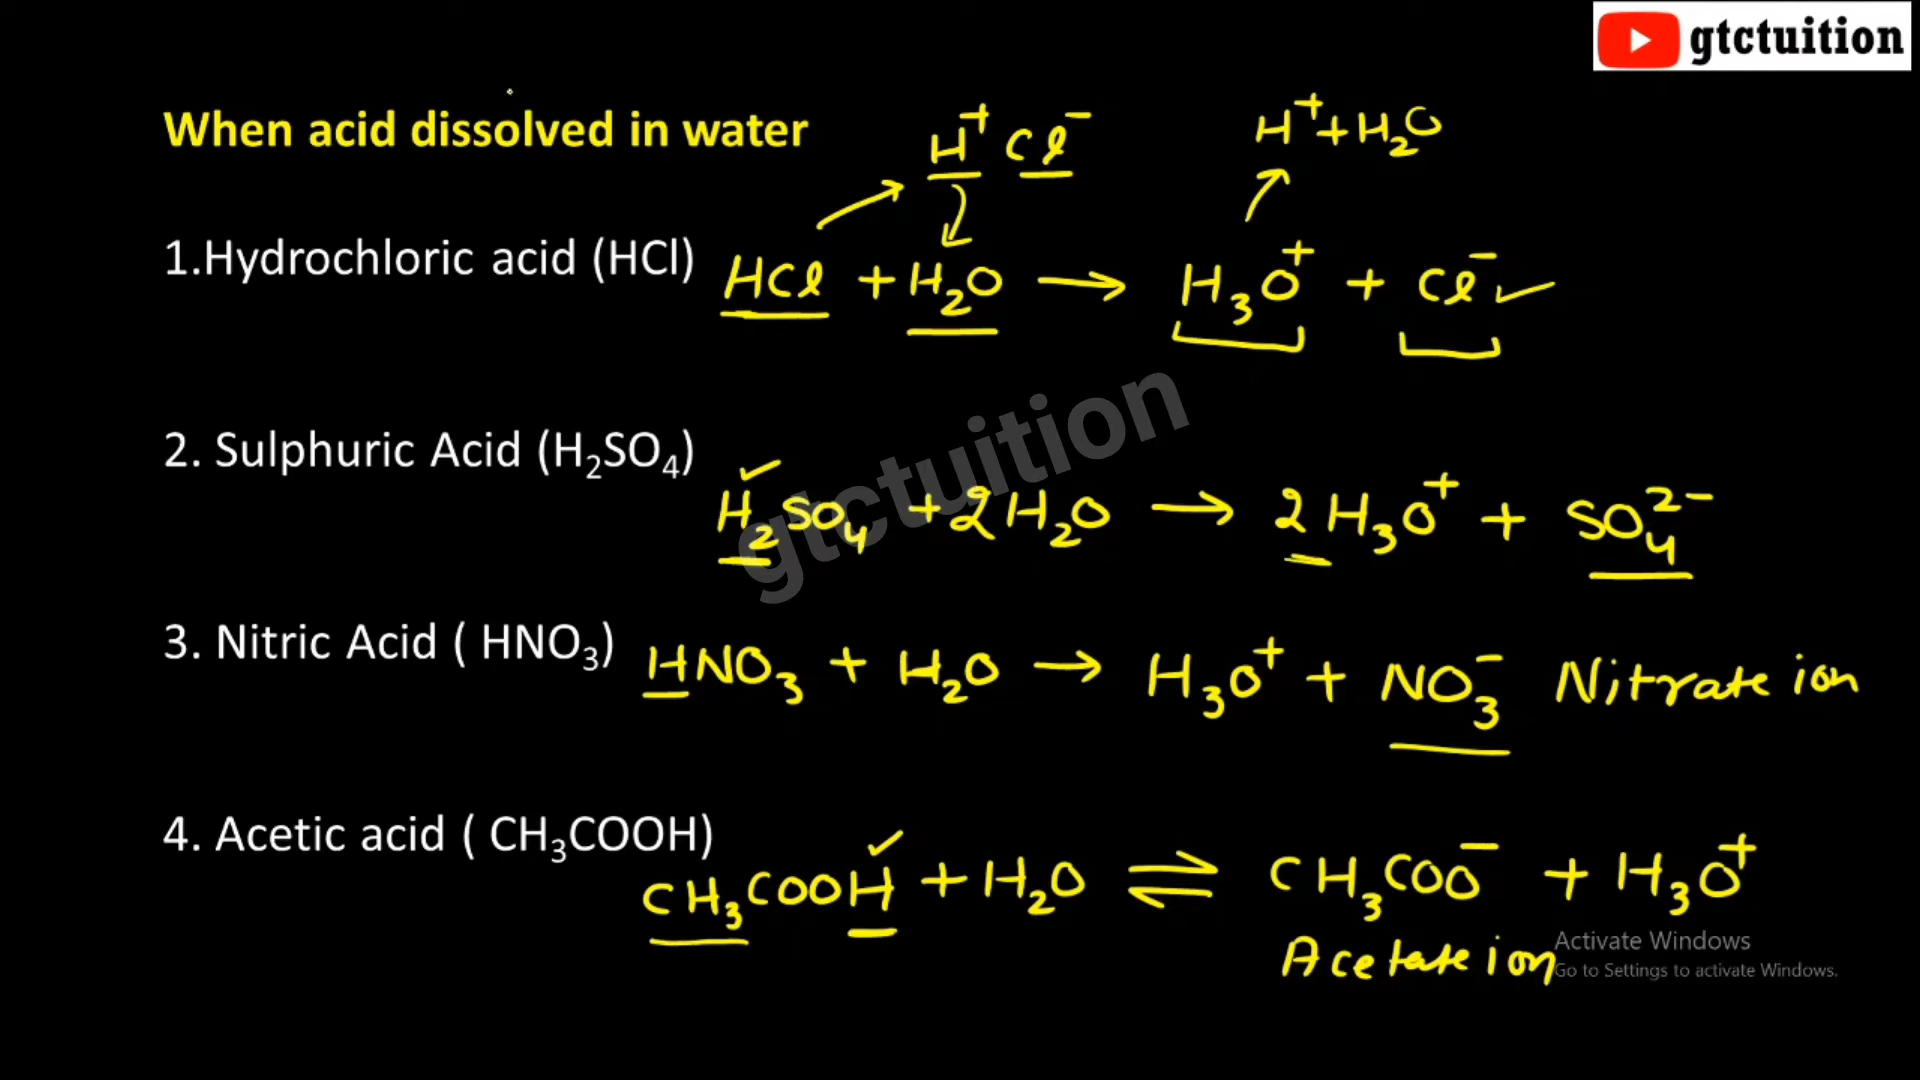 gtctuition
When acid dissolved in water
H⁺ Cl⁻
H⁺ + H₂O
1.Hydrochloric acid (HCl)
HCl + H₂O → H₃O⁺ + Cl⁻ ✓
gtctuition
2. Sulphuric Acid (H₂SO₄)
H₂SO₄ + 2H₂O → 2H₃O⁺ + SO₄²⁻
3. Nitric Acid ( HNO₃)
HNO₃ + H₂O → H₃O⁺ + NO₃⁻ Nitrate ion
4. Acetic acid ( CH₃COOH)
CH₃COOH + H₂O ⇌ CH₃COO⁻ + H₃O⁺
Acetate ion
Activate Windows
Go to Settings to activate Windows.